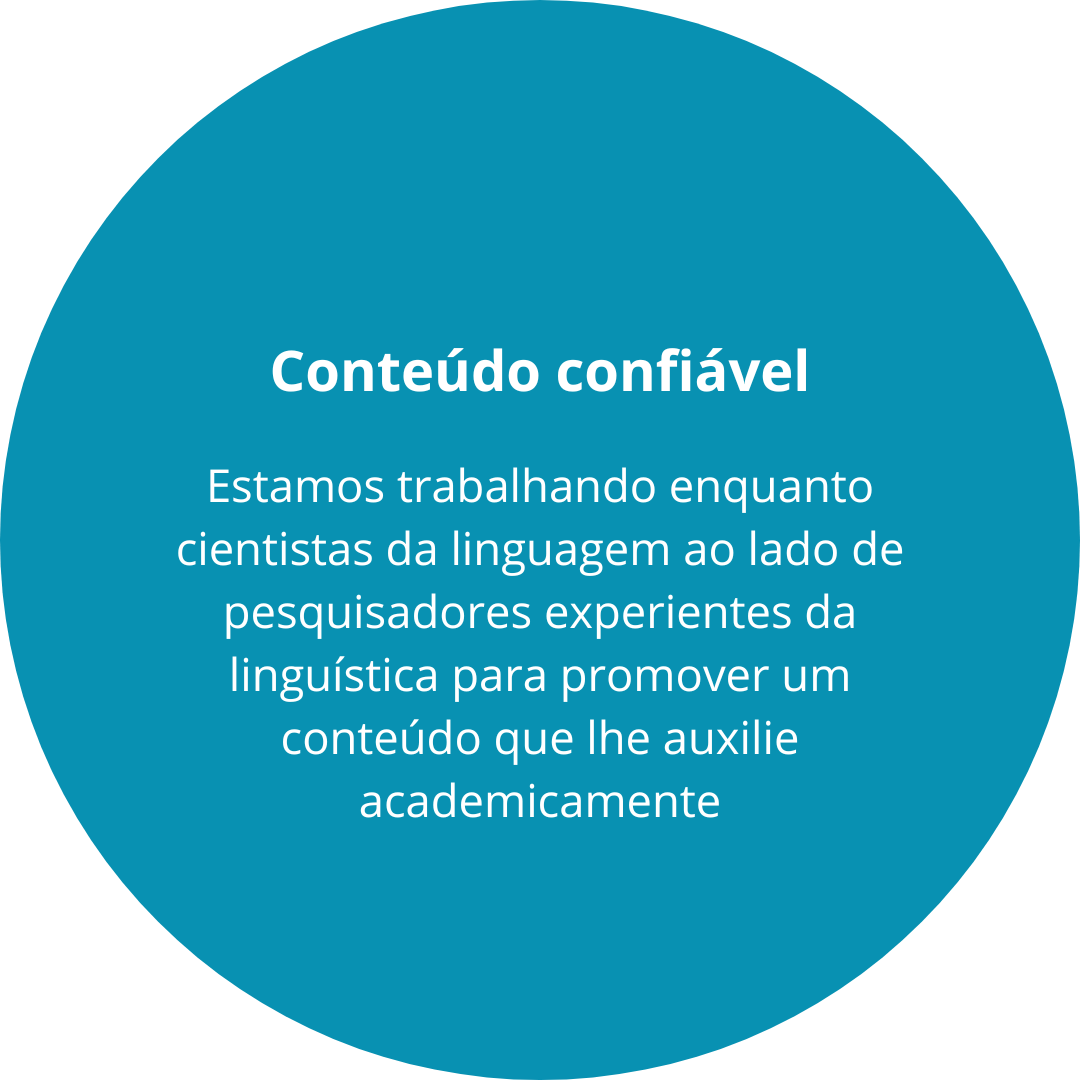 Conteúdo confiável
Estamos trabalhando enquanto
cientistas da linguagem ao lado de
pesquisadores experientes da
linguística para promover um
conteúdo que lhe auxilie
academicamente